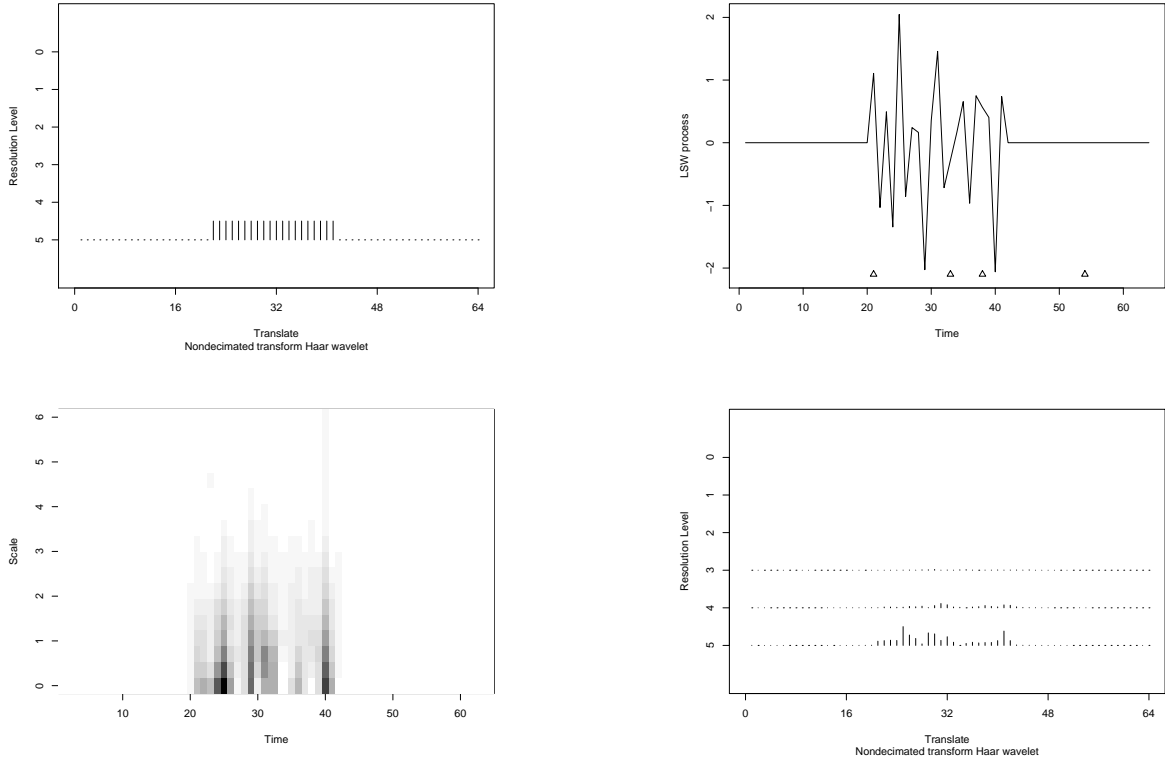 Resolution Level
0
1
2
3
4
5
0 16 32 48 64
Translate
Nondecimated transform Haar wavelet
LSW process
2
1
0
−1
−2
0 10 20 30 40 50 60
Time
Scale
6
5
4
3
2
1
0
10 20 30 40 50 60
Time
Resolution Level
0
1
2
3
4
5
0 16 32 48 64
Translate
Nondecimated transform Haar wavelet